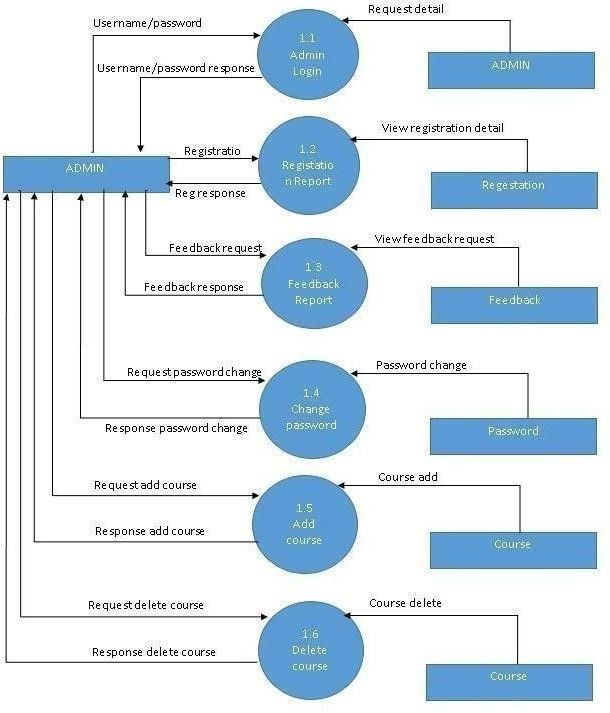 Request detail
Username/password
1.1
Admin
Login
ADMIN
Username/password response
View registration detail
1.2
Registatio
n Report
Registratio
ADMIN
Reg response
Regestation
View feedback request
Feedback request
1.3
Feedback
Report
Feedback response
Feedback
Password change
Request password change
1.4
Change
password
Response password change
Password
Course add
Request add course
1.5
Add
course
Response add course
Course
Course delete
Request delete course
1.6
Delete
course
Response delete course
Course